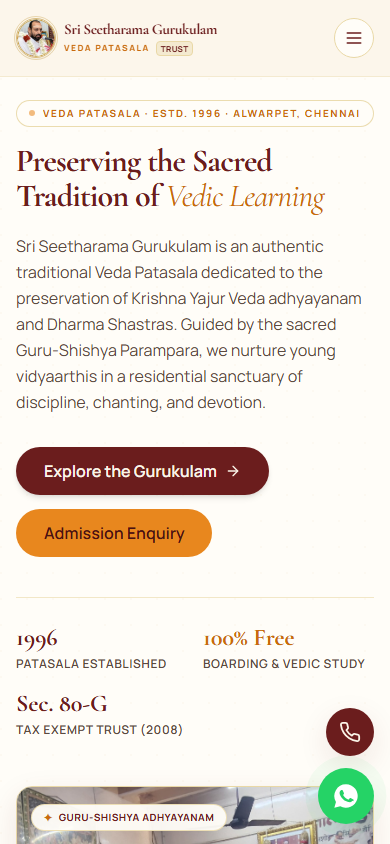 Sri Seetharama Gurukulam
VEDA PATASALA TRUST
VEDA PATASALA · ESTD. 1996 · ALWARPET, CHENNAI
Preserving the Sacred
Tradition of Vedic Learning
Sri Seetharama Gurukulam is an authentic
traditional Veda Patasala dedicated to the
preservation of Krishna Yajur Veda adhyayanam
and Dharma Shastras. Guided by the sacred
Guru-Shishya Parampara, we nurture young
vidyaarthis in a residential sanctuary of
discipline, chanting, and devotion.
Explore the Gurukulam →
Admission Enquiry
1996 100% Free
PATASALA ESTABLISHED BOARDING & VEDIC STUDY
Sec. 80-G
TAX EXEMPT TRUST (2008)
✦ GURU-SHISHYA ADHYAYANAM